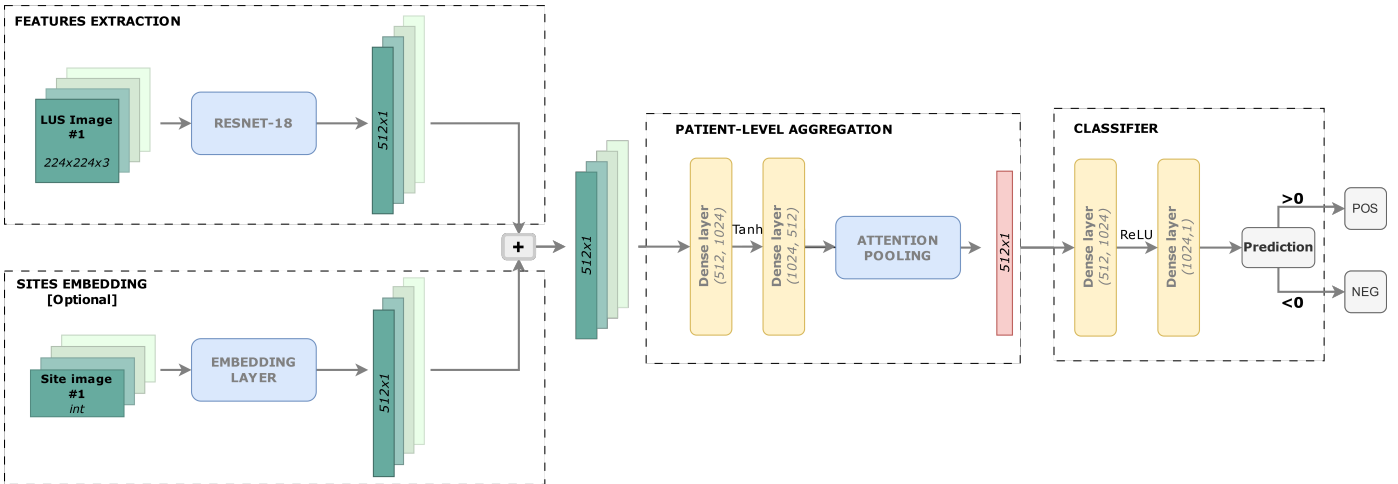 FEATURES EXTRACTION
LUS Image
#1
224x224x3
RESNET-18
512x1
SITES EMBEDDING
[Optional]
Site image
#1
int
EMBEDDING
LAYER
512x1
+
512x1
PATIENT-LEVEL AGGREGATION
Dense layer
(512, 1024)
Tanh
Dense layer
(1024, 512)
ATTENTION
POOLING
512x1
CLASSIFIER
Dense layer
(512, 1024)
ReLU
Dense layer
(1024,1)
Prediction
>0
POS
<0
NEG